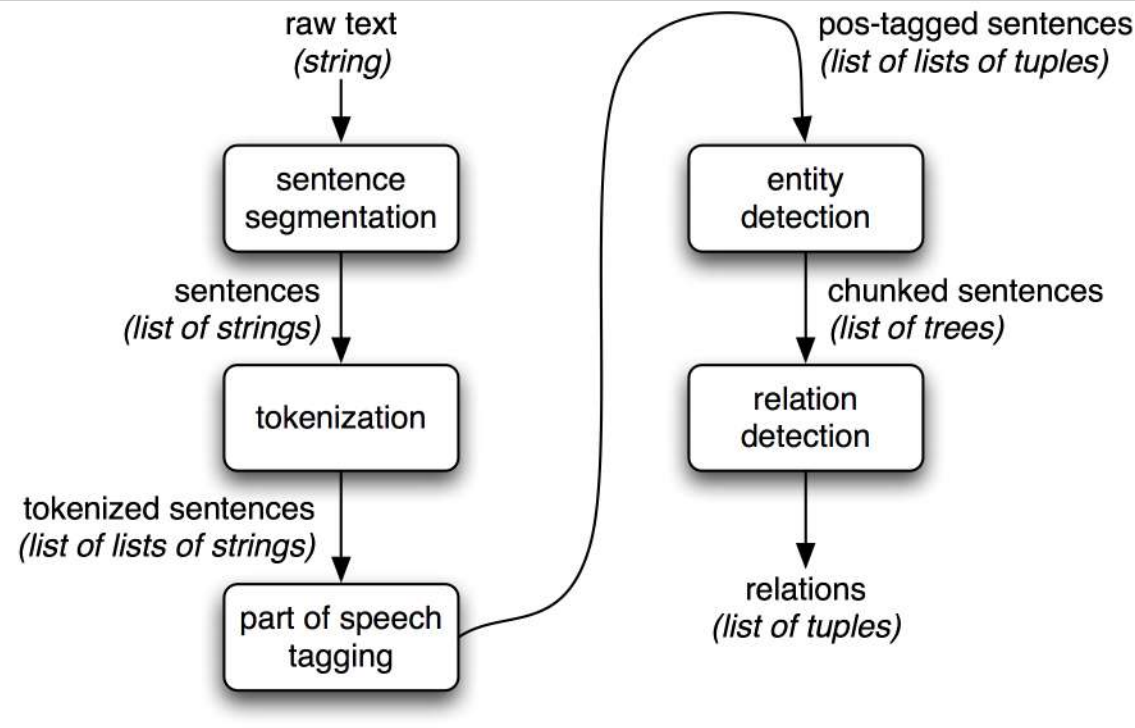 raw text
(string)
sentence
segmentation
sentences
(list of strings)
tokenization
tokenized sentences
(list of lists of strings)
part of speech
tagging
pos-tagged sentences
(list of lists of tuples)
entity
detection
chunked sentences
(list of trees)
relation
detection
relations
(list of tuples)